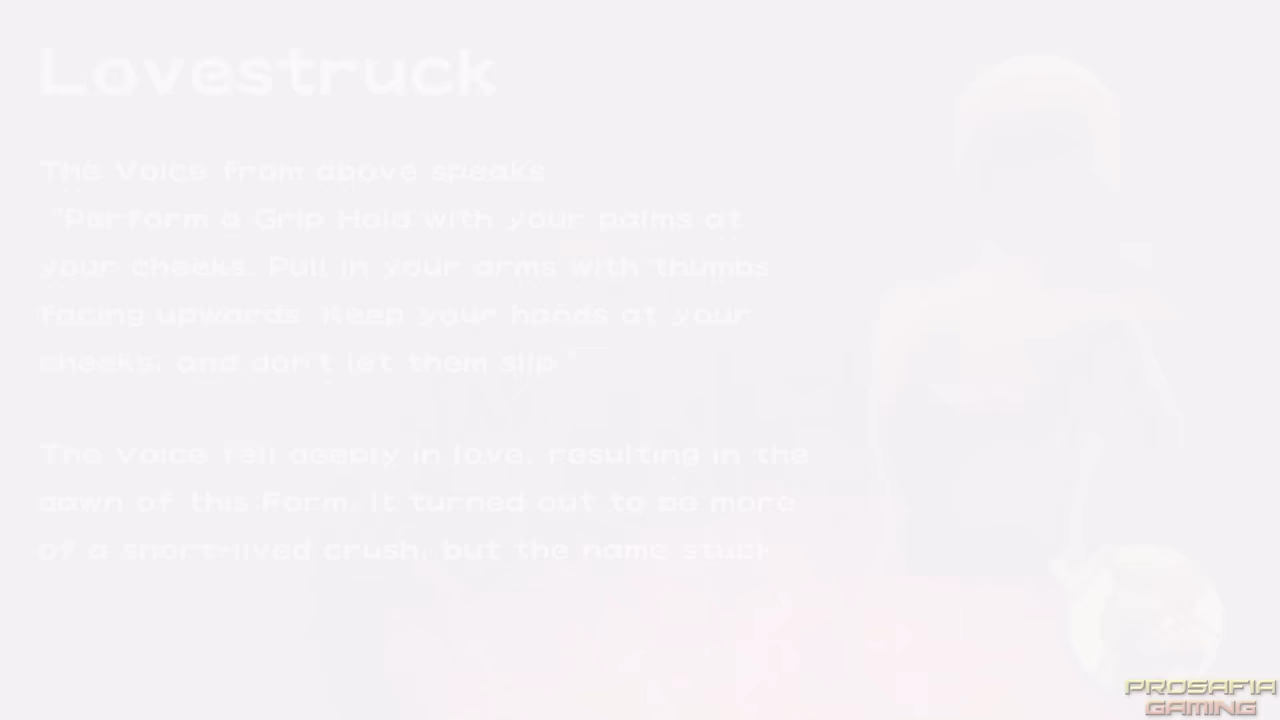 Lovestruck
The Voice from above speaks
"Perform a Grip Hold with your palms at
your cheeks. Pull in your arms with thumbs
facing upwards. Keep your hands at your
cheeks, and don't let them slip."
The Voice fell deeply in love, resulting in the
dawn of this Form. It turned out to be more
of a short-lived crush, but the name stuck
PROSAFIA
GAMING